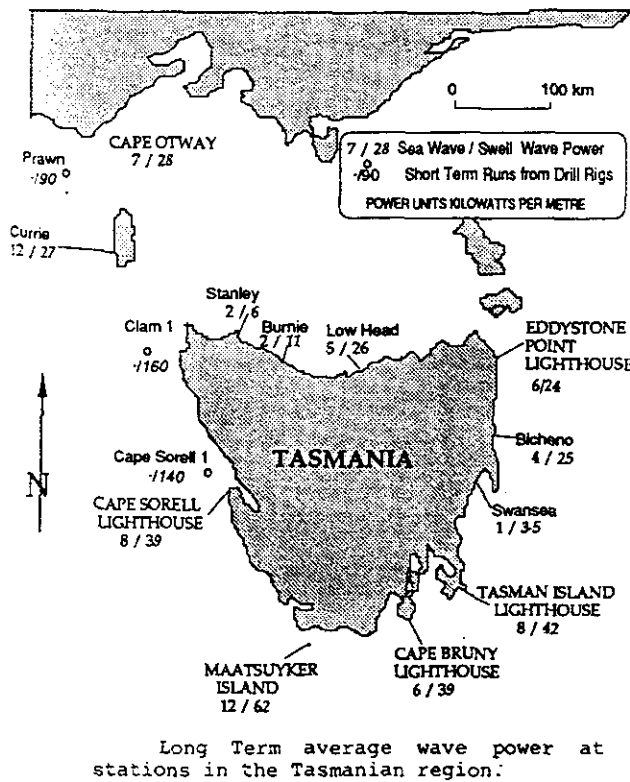 0 100 km
CAPE OTWAY
7 / 28
7 / 28 Sea Wave / Swell Wave Power
-/90 Short Term Runs from Drill Rigs
POWER UNITS KILOWATTS PER METRE
Prawn
-/90
Currie
12 / 27
Stanley
2 / 6
Burnie
2 / 11
Low Head
5 / 26
Clam 1
-/160
EDDYSTONE
POINT
LIGHTHOUSE
6/24
Bicheno
4 / 25
TASMANIA
Cape Sorell 1
-/140
N
CAPE SORELL
LIGHTHOUSE
8 / 39
Swansea
1 / 3·5
TASMAN ISLAND
LIGHTHOUSE
8 / 42
CAPE BRUNY
LIGHTHOUSE
6 / 39
MAATSUYKER
ISLAND
12 / 62
Long Term average wave power at
stations in the Tasmanian region.